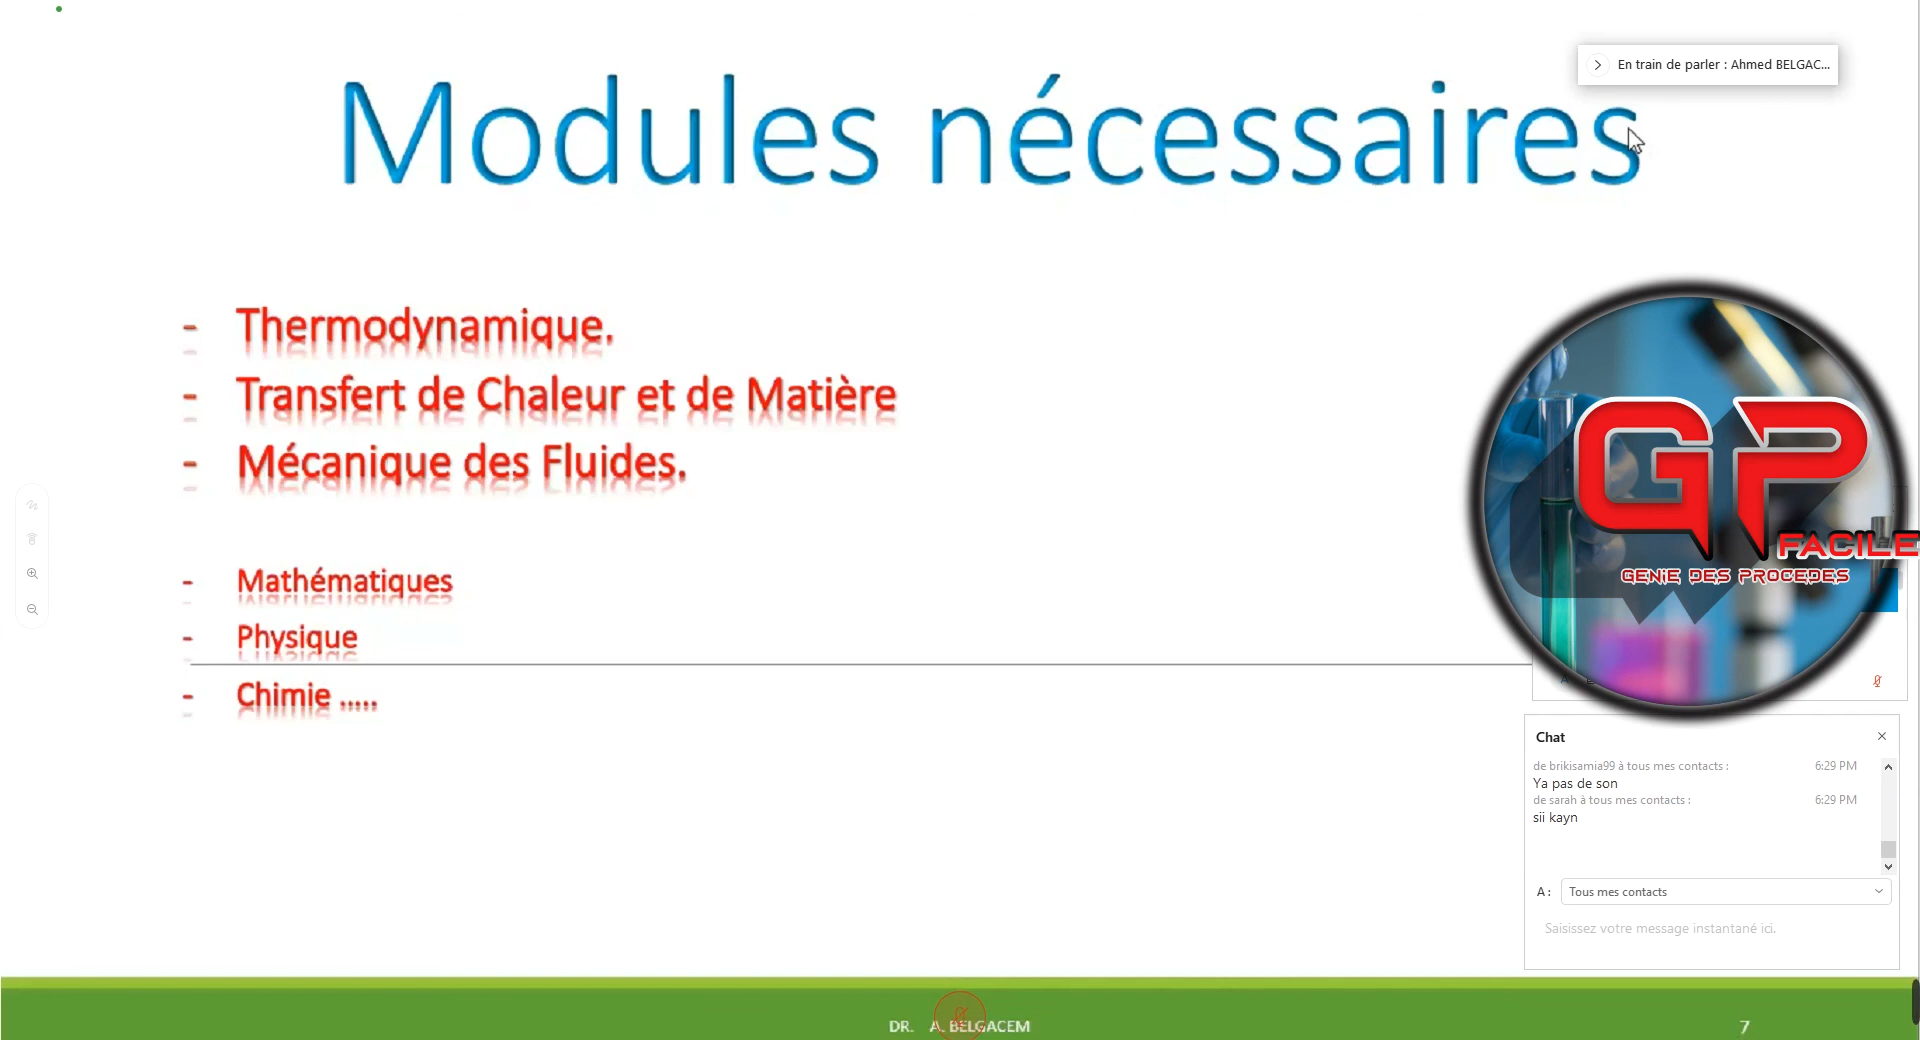 Modules nécessaires
En train de parler : Ahmed BELGAC...
- Thermodynamique.
- Transfert de Chaleur et de Matière
- Mécanique des Fluides.
- Mathématiques
- Physique
- Chimie .....
GP
FACILE
GENIE DES PROCEDES
Chat
de brikisamia99 à tous mes contacts : 6:29 PM
Ya pas de son
de sarah à tous mes contacts : 6:29 PM
sii kayn
A : Tous mes contacts
Saisissez votre message instantané ici.
DR. A. BELGACEM 7